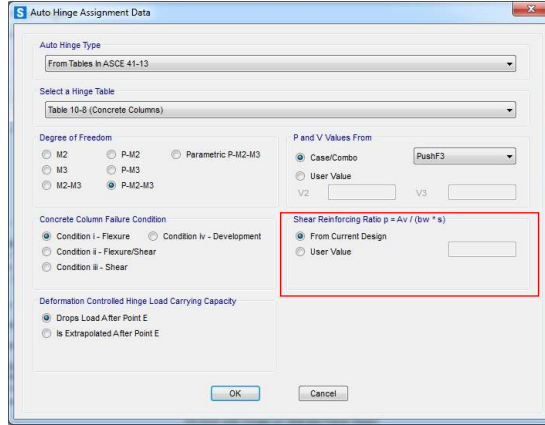 S Auto Hinge Assignment Data
Auto Hinge Type
From Tables In ASCE 41-13
Select a Hinge Table
Table 10-8 (Concrete Columns)
Degree of Freedom
M2 P-M2 Parametric P-M2-M3
M3 P-M3
M2-M3 P-M2-M3
P and V Values From
Case/Combo PushF3
User Value
V2 V3
Concrete Column Failure Condition
Condition i - Flexure Condition iv - Development
Condition ii - Flexure/Shear
Condition iii - Shear
Shear Reinforcing Ratio p = Av / (bw * s)
From Current Design
User Value
Deformation Controlled Hinge Load Carrying Capacity
Drops Load After Point E
Is Extrapolated After Point E
OK Cancel